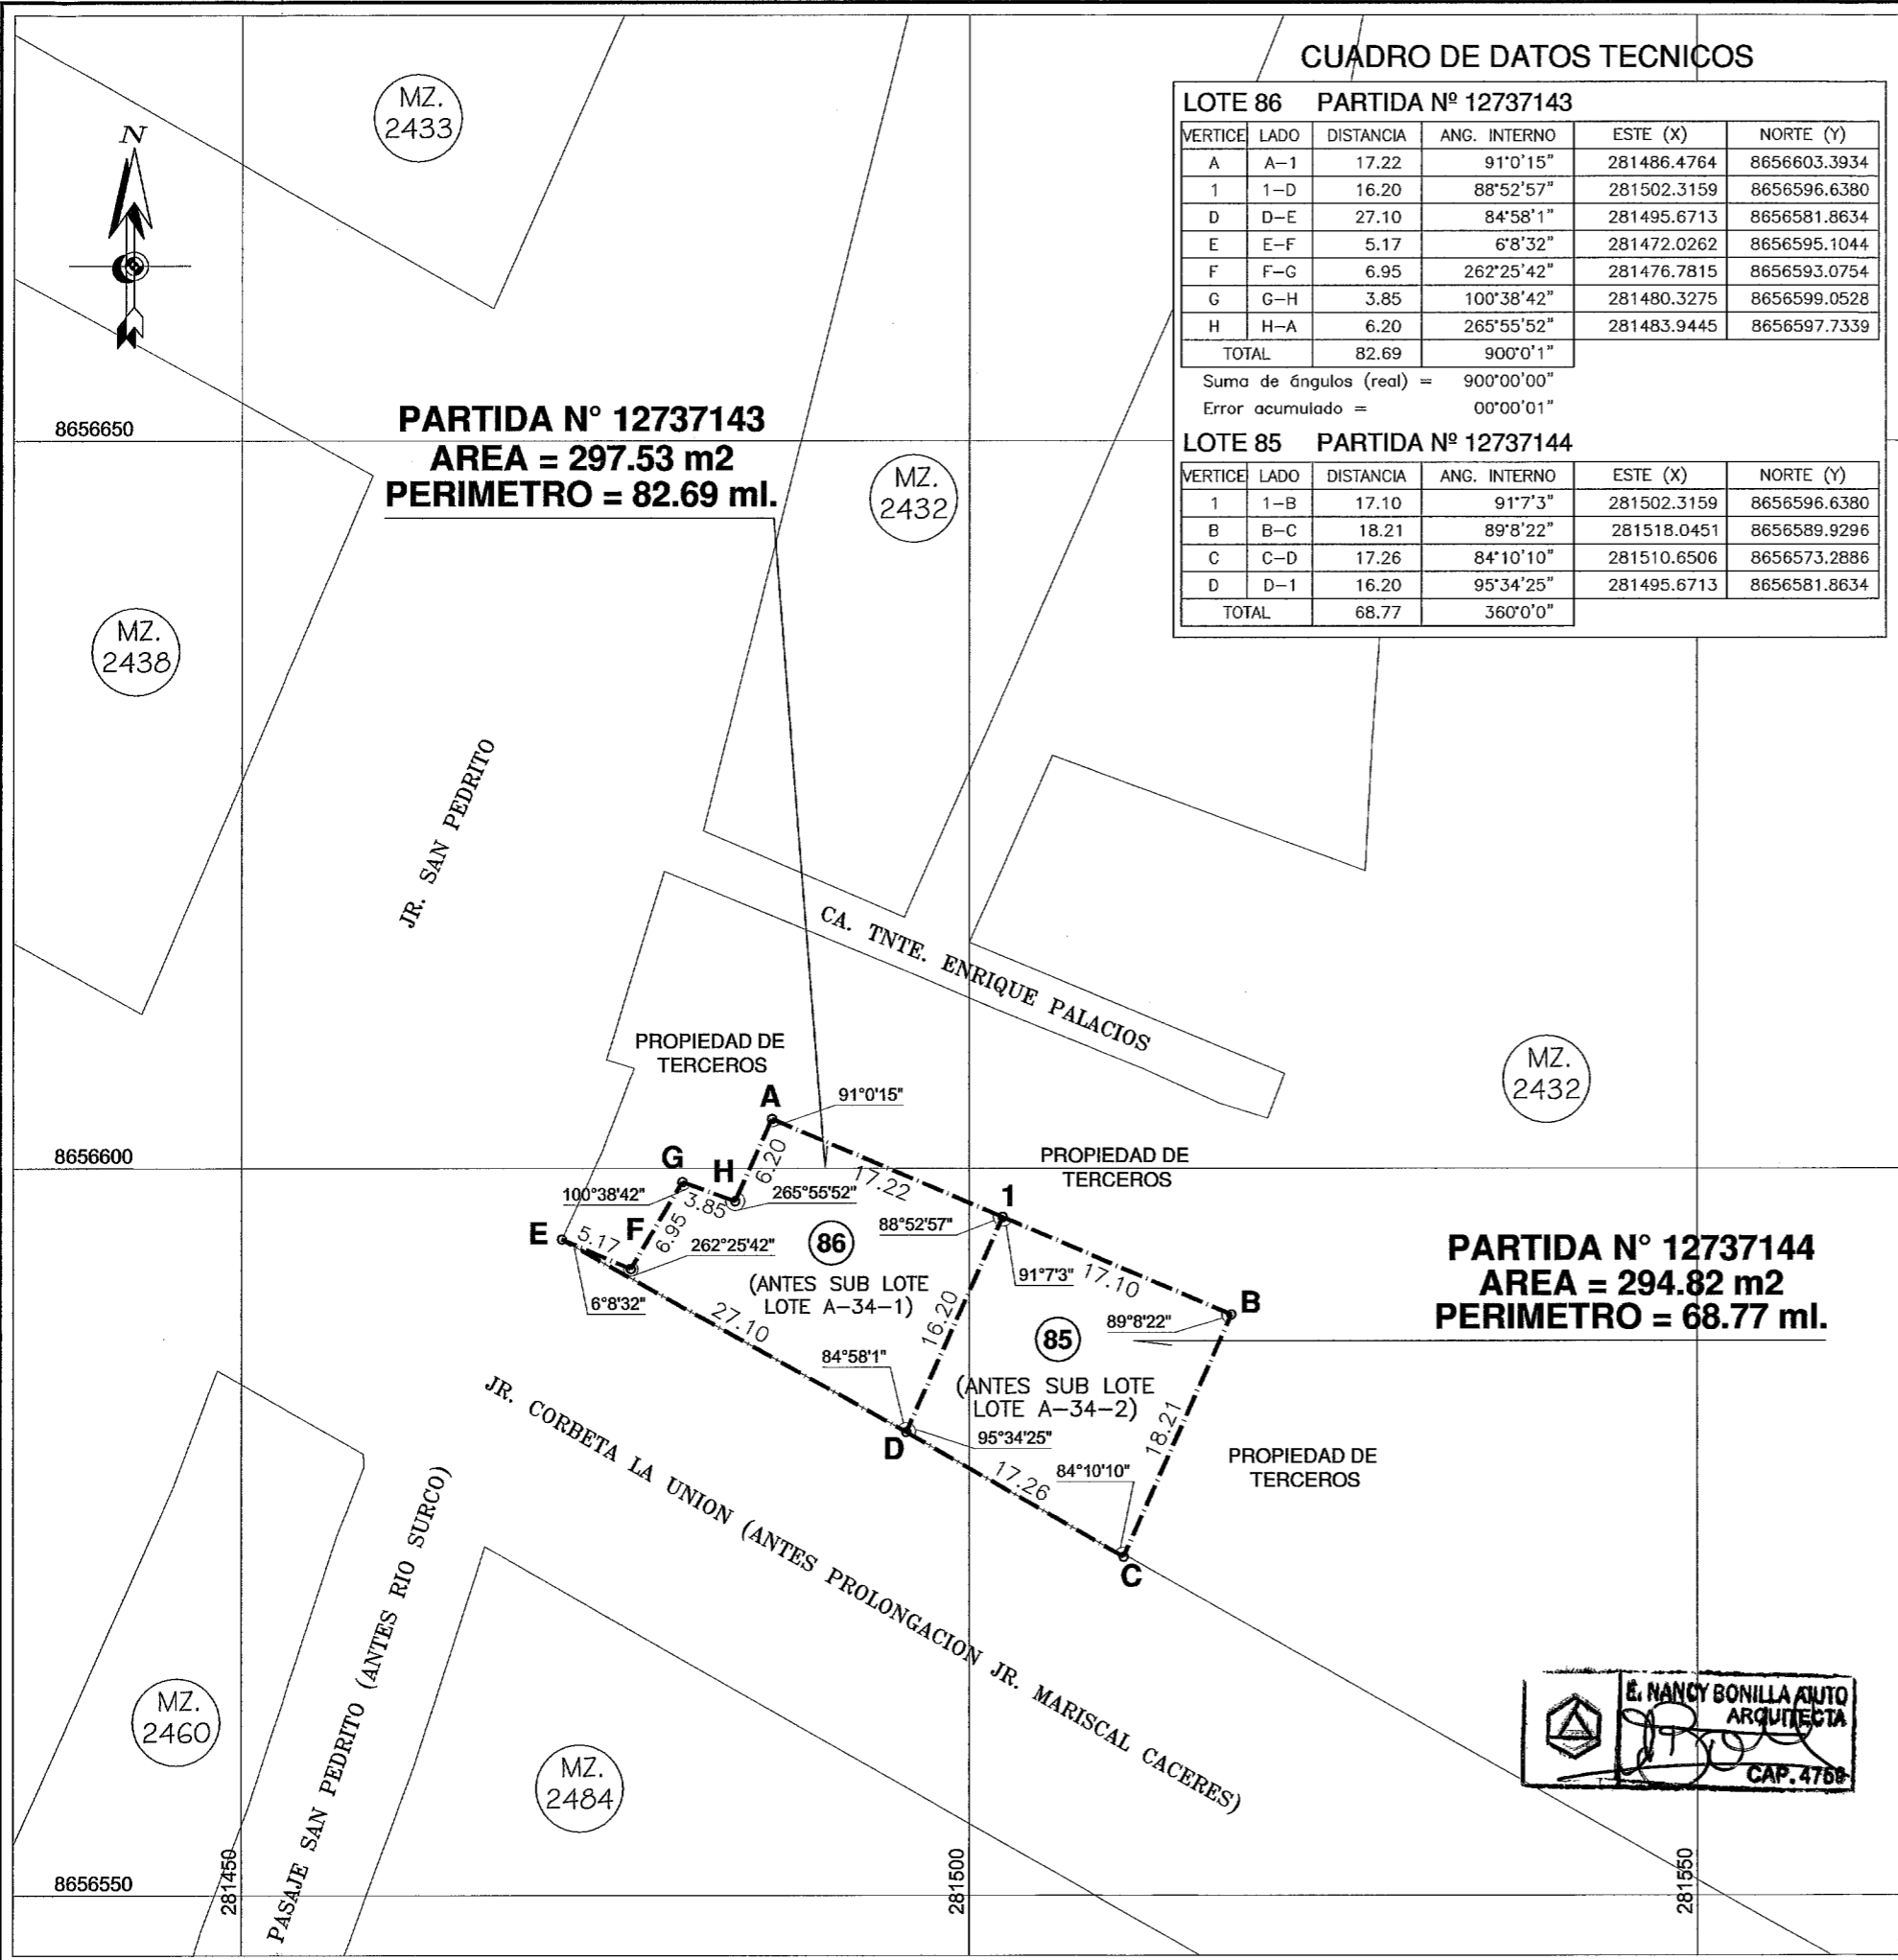 CUADRO DE DATOS TECNICOS
LOTE 86 PARTIDA Nº 12737143
VERTICE LADO DISTANCIA ANG. INTERNO ESTE (X) NORTE (Y)
A A-1 17.22 91°0'15" 281486.4764 8656603.3934
1 1-D 16.20 88°52'57" 281502.3159 8656596.6380
D D-E 27.10 84°58'1" 281495.6713 8656581.8634
E E-F 5.17 6°8'32" 281472.0262 8656595.1044
F F-G 6.95 262°25'42" 281476.7815 8656593.0754
G G-H 3.85 100°38'42" 281480.3275 8656599.0528
H H-A 6.20 265°55'52" 281483.9445 8656597.7339
TOTAL 82.69 900°0'1"
Suma de ángulos (real) = 900°00'00"
Error acumulado = 00°00'01"
LOTE 85 PARTIDA Nº 12737144
VERTICE LADO DISTANCIA ANG. INTERNO ESTE (X) NORTE (Y)
1 1-B 17.10 91°7'3" 281502.3159 8656596.6380
B B-C 18.21 89°8'22" 281518.0451 8656589.9296
C C-D 17.26 84°10'10" 281510.6506 8656573.2886
D D-1 16.20 95°34'25" 281495.6713 8656581.8634
TOTAL 68.77 360°0'0"
MZ.
2433
N
8656650
PARTIDA N° 12737143
AREA = 297.53 m2
PERIMETRO = 82.69 ml.
MZ.
2432
MZ.
2438
JR. SAN PEDRITO
CA. TNTE. ENRIQUE PALACIOS
PROPIEDAD DE
TERCEROS
MZ.
2432
A
91°0'15"
8656600
G
H
6.20
17.22
PROPIEDAD DE
TERCEROS
100°38'42"
3.85
265°55'52"
1
88°52'57"
E
5.17
F
6.95
262°25'42"
86
(ANTES SUB LOTE
LOTE A-34-1)
6°8'32"
27.10
16.20
91°7'3"
17.10
B
89°8'22"
PARTIDA N° 12737144
AREA = 294.82 m2
PERIMETRO = 68.77 ml.
85
(ANTES SUB LOTE
LOTE A-34-2)
84°58'1"
D
95°34'25"
17.26
84°10'10"
18.21
C
PROPIEDAD DE
TERCEROS
JR. CORBETA LA UNION (ANTES PROLONGACION JR. MARISCAL CACERES)
PASAJE SAN PEDRITO (ANTES RIO SURCO)
MZ.
2460
MZ.
2484
E. NANCY BONILLA
ARQUITECTA
CAP.
8656550
281450
281500
281550